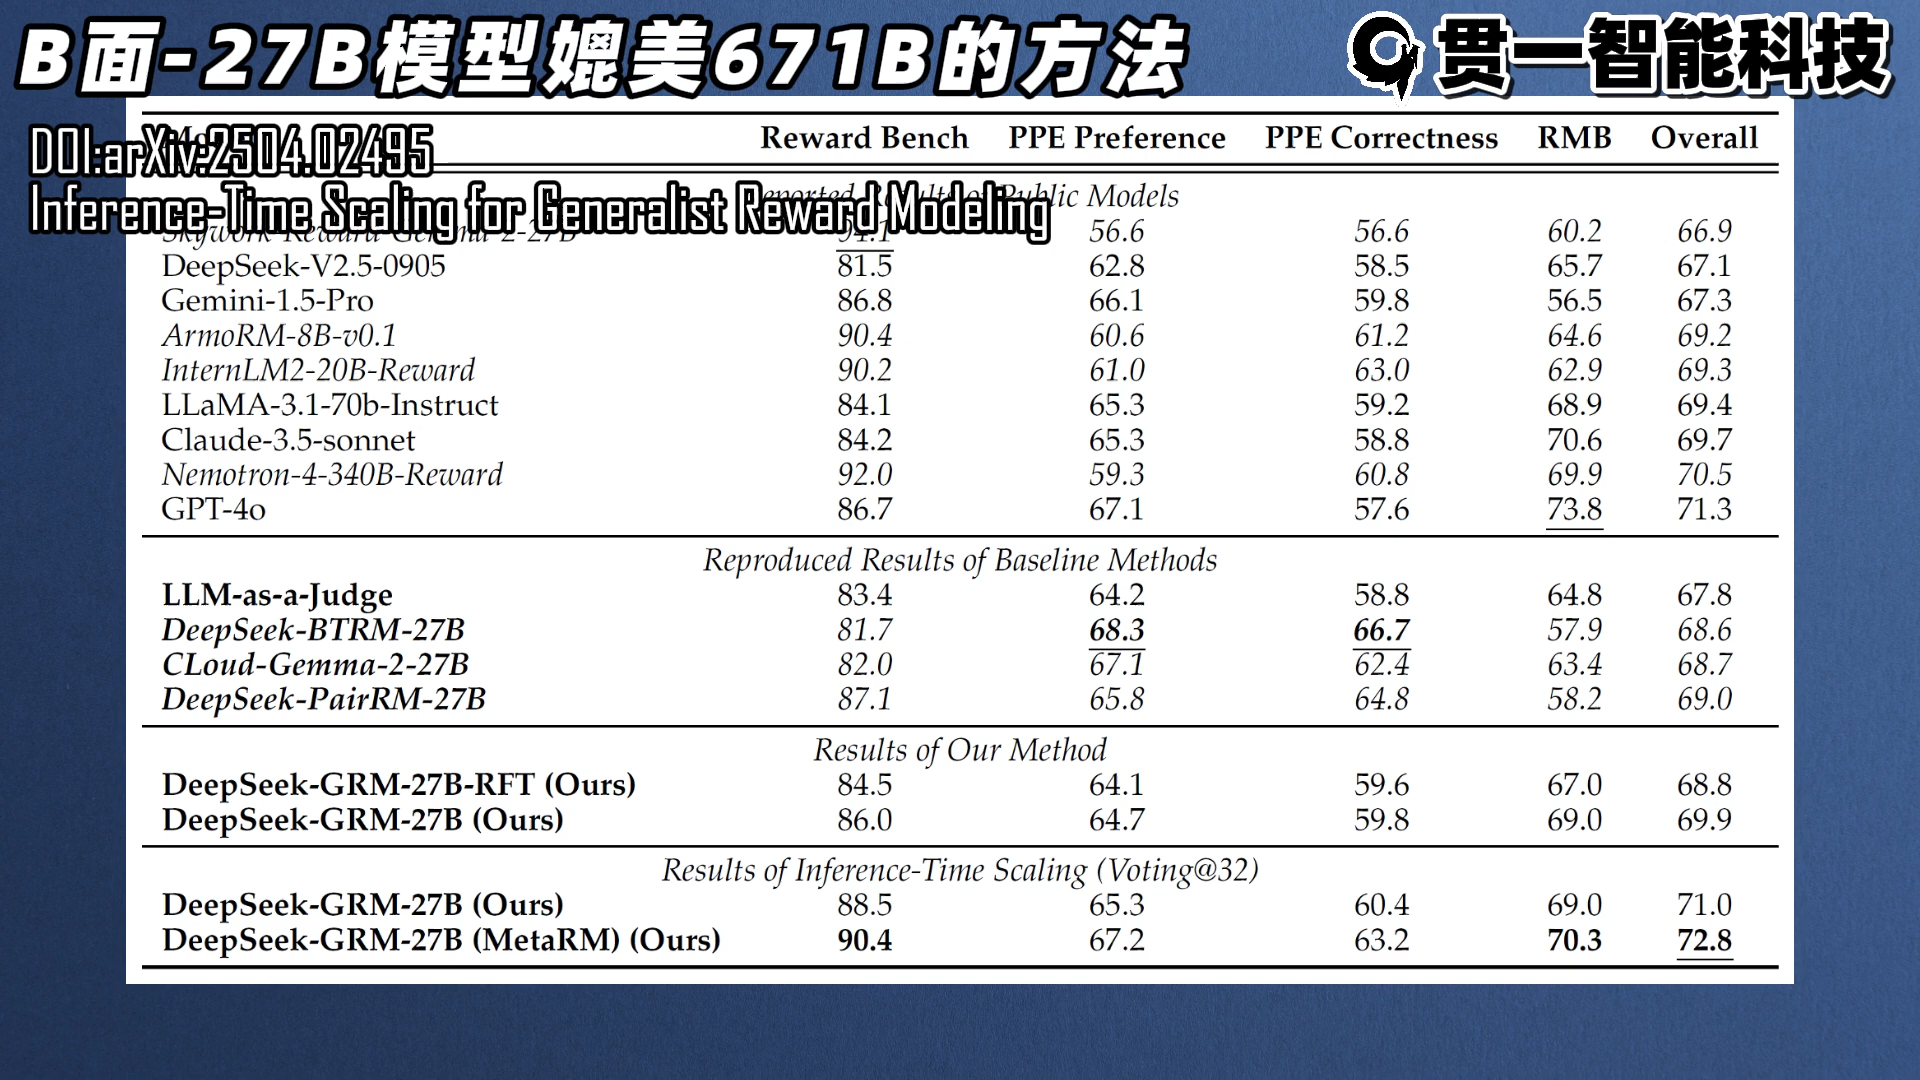 B面-27B模型媲美671B的方法
贯一智能科技
DOI:arXiv:2504.02495
Inference-Time Scaling for Generalist Reward Modeling
Reward Bench PPE Preference PPE Correctness RMB Overall
Reported Results of Public Models
Skywork-Reward-Gemma-2-27B 94.1 56.6 56.6 60.2 66.9
DeepSeek-V2.5-0905 81.5 62.8 58.5 65.7 67.1
Gemini-1.5-Pro 86.8 66.1 59.8 56.5 67.3
ArmoRM-8B-v0.1 90.4 60.6 61.2 64.6 69.2
InternLM2-20B-Reward 90.2 61.0 63.0 62.9 69.3
LLaMA-3.1-70b-Instruct 84.1 65.3 59.2 68.9 69.4
Claude-3.5-sonnet 84.2 65.3 58.8 70.6 69.7
Nemotron-4-340B-Reward 92.0 59.3 60.8 69.9 70.5
GPT-4o 86.7 67.1 57.6 73.8 71.3
Reproduced Results of Baseline Methods
LLM-as-a-Judge 83.4 64.2 58.8 64.8 67.8
DeepSeek-BTRM-27B 81.7 68.3 66.7 57.9 68.6
CLoud-Gemma-2-27B 82.0 67.1 62.4 63.4 68.7
DeepSeek-PairRM-27B 87.1 65.8 64.8 58.2 69.0
Results of Our Method
DeepSeek-GRM-27B-RFT (Ours) 84.5 64.1 59.6 67.0 68.8
DeepSeek-GRM-27B (Ours) 86.0 64.7 59.8 69.0 69.9
Results of Inference-Time Scaling (Voting@32)
DeepSeek-GRM-27B (Ours) 88.5 65.3 60.4 69.0 71.0
DeepSeek-GRM-27B (MetaRM) (Ours) 90.4 67.2 63.2 70.3 72.8